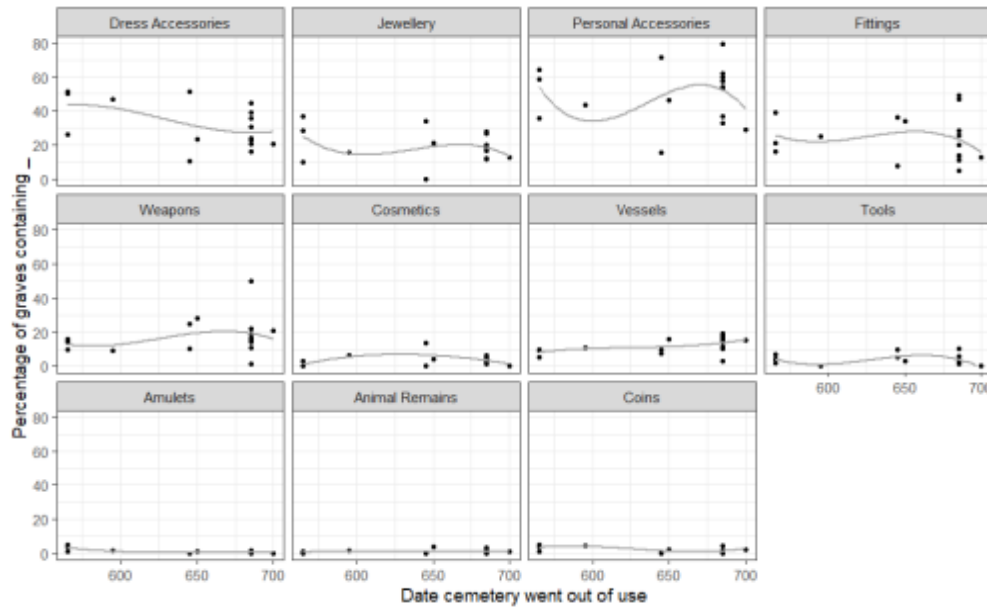 Dress Accessories Jewellery Personal Accessories Fittings
80
60
40
20
0
Weapons Cosmetics Vessels Tools
80
60
40
20
0
600 650 700
Amulets Animal Remains Coins
80
60
40
20
0
600 650 700 600 650 700 600 650 700
Date cemetery went out of use
Percentage of graves containing _